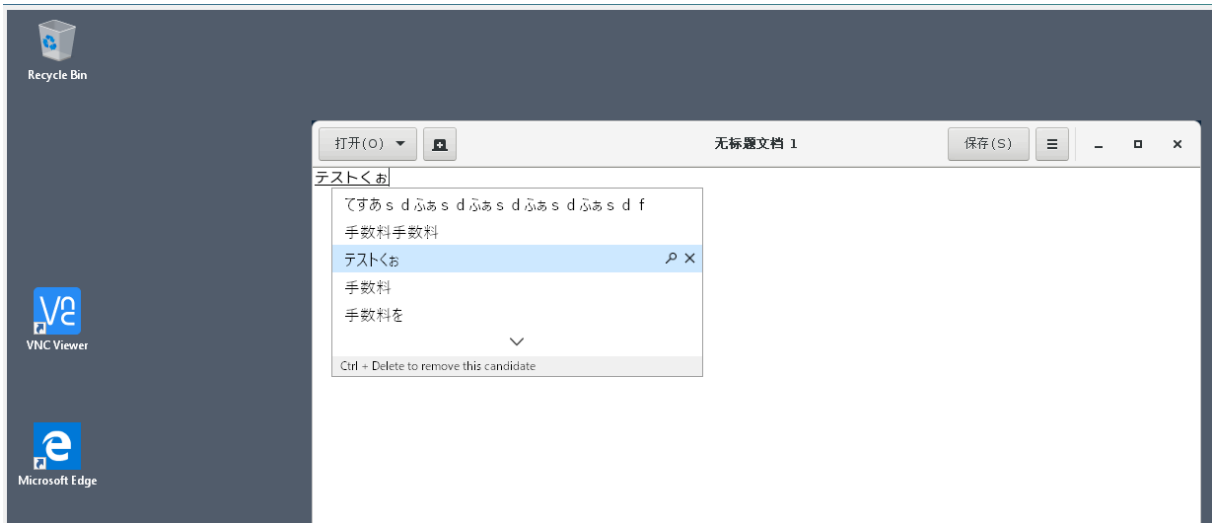 Recycle Bin
打开(O)
无标题文档 1
保存(S)
テストくぉ
てすあｓｄふぁｓｄふぁｓｄふぁｓｄふぁｓｄｆ
手数料手数料
テストくぉ
手数料
手数料を
Ctrl + Delete to remove this candidate
VNC Viewer
Microsoft Edge